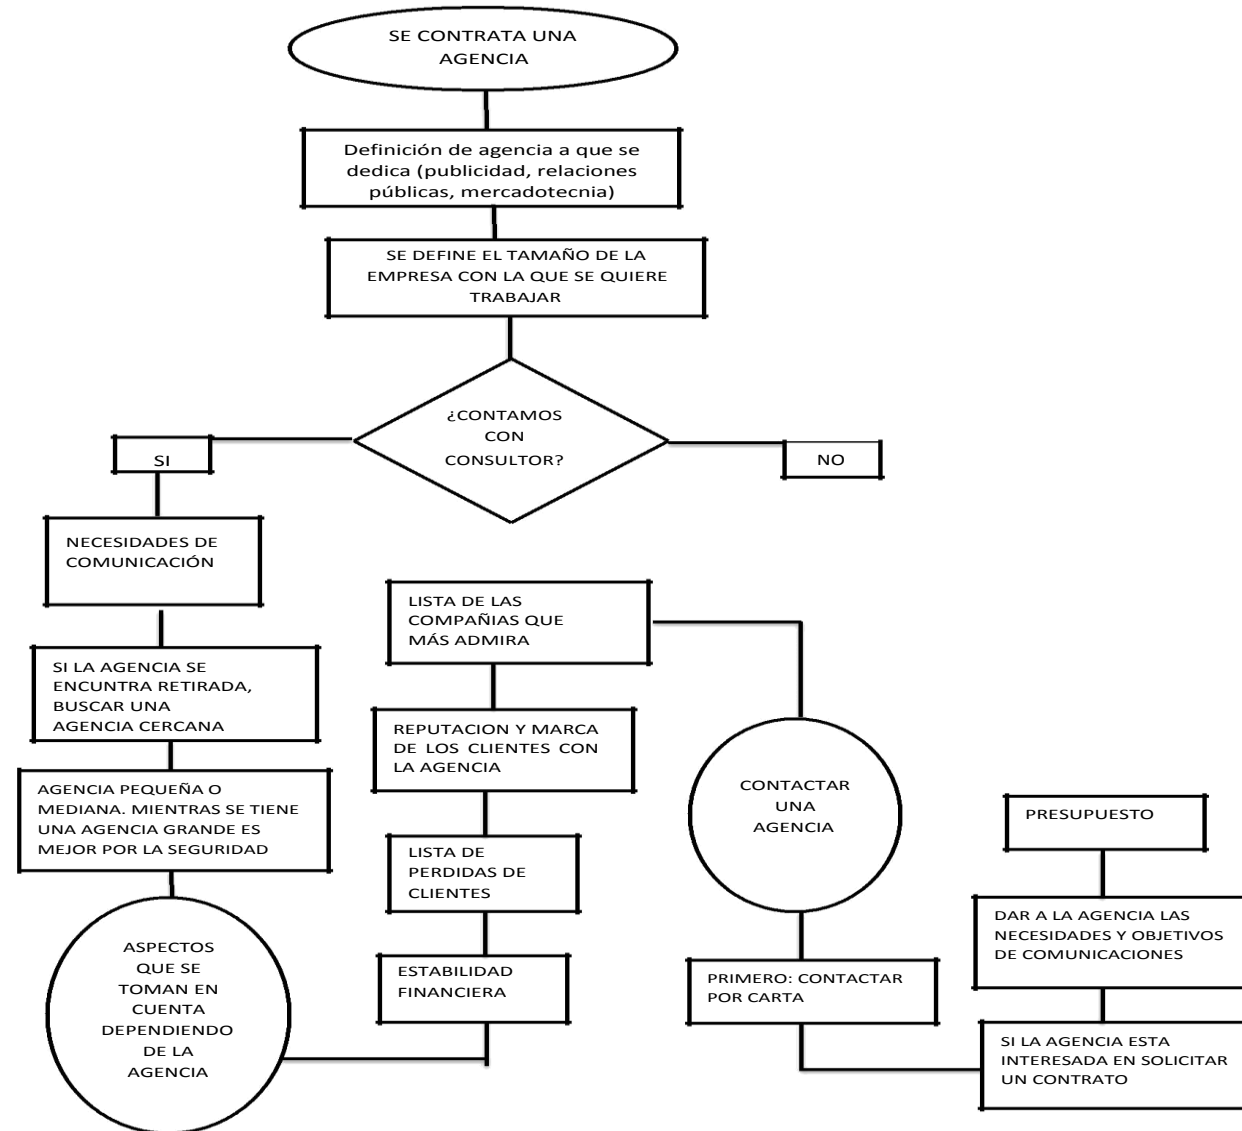 SE CONTRATA UNA
AGENCIA
Definición de agencia a que se
dedica (publicidad, relaciones
públicas, mercadotecnia)
SE DEFINE EL TAMAÑO DE LA
EMPRESA CON LA QUE SE QUIERE
TRABAJAR
¿CONTAMOS
CON
CONSULTOR?
SI
NO
NECESIDADES DE
COMUNICACIÓN
SI LA AGENCIA SE
ENCUNTRA RETIRADA,
BUSCAR UNA
AGENCIA CERCANA
AGENCIA PEQUEÑA O
MEDIANA. MIENTRAS SE TIENE
UNA AGENCIA GRANDE ES
MEJOR POR LA SEGURIDAD
ASPECTOS
QUE SE
TOMAN EN
CUENTA
DEPENDIENDO
DE LA
AGENCIA
ESTABILIDAD
FINANCIERA
LISTA DE
PERDIDAS DE
CLIENTES
REPUTACION Y MARCA
DE LOS CLIENTES CON
LA AGENCIA
LISTA DE LAS
COMPAÑIAS QUE
MÁS ADMIRA
CONTACTAR
UNA
AGENCIA
PRIMERO: CONTACTAR
POR CARTA
SI LA AGENCIA ESTA
INTERESADA EN SOLICITAR
UN CONTRATO
DAR A LA AGENCIA LAS
NECESIDADES Y OBJETIVOS
DE COMUNICACIONES
PRESUPUESTO